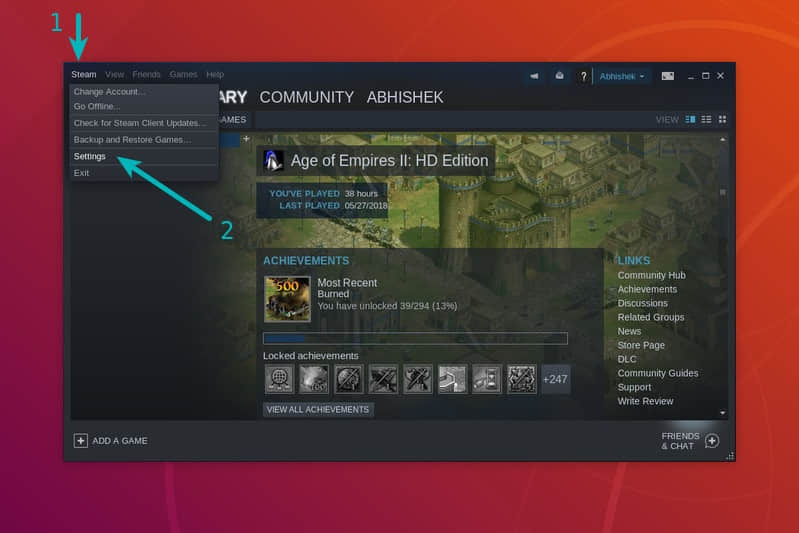 1
Steam View Friends Games Help
? Abhishek
Change Account...
Go Offline...
Check for Steam Client Updates...
Backup and Restore Games...
Settings
Exit
ARY COMMUNITY ABHISHEK
GAMES
VIEW
+
Age of Empires II: HD Edition
YOU'VE PLAYED 38 hours
LAST PLAYED 05/27/2018
2
ACHIEVEMENTS
500
Most Recent
Burned
You have unlocked 39/294 (13%)
Locked achievements
+247
VIEW ALL ACHIEVEMENTS
LINKS
Community Hub
Achievements
Discussions
Related Groups
News
Store Page
DLC
Community Guides
Support
Write Review
+ ADD A GAME
FRIENDS
& CHAT